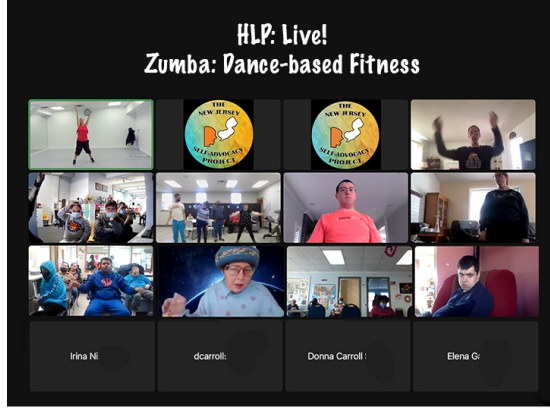 HLP: Live!
Zumba: Dance-based Fitness
THE
NEW JERSEY
SELF-ADVOCACY
PROJECT
THE
NEW JERSEY
SELF-ADVOCACY
PROJECT
Irina Ni
dcarroll:
Donna Carroll
Elena G